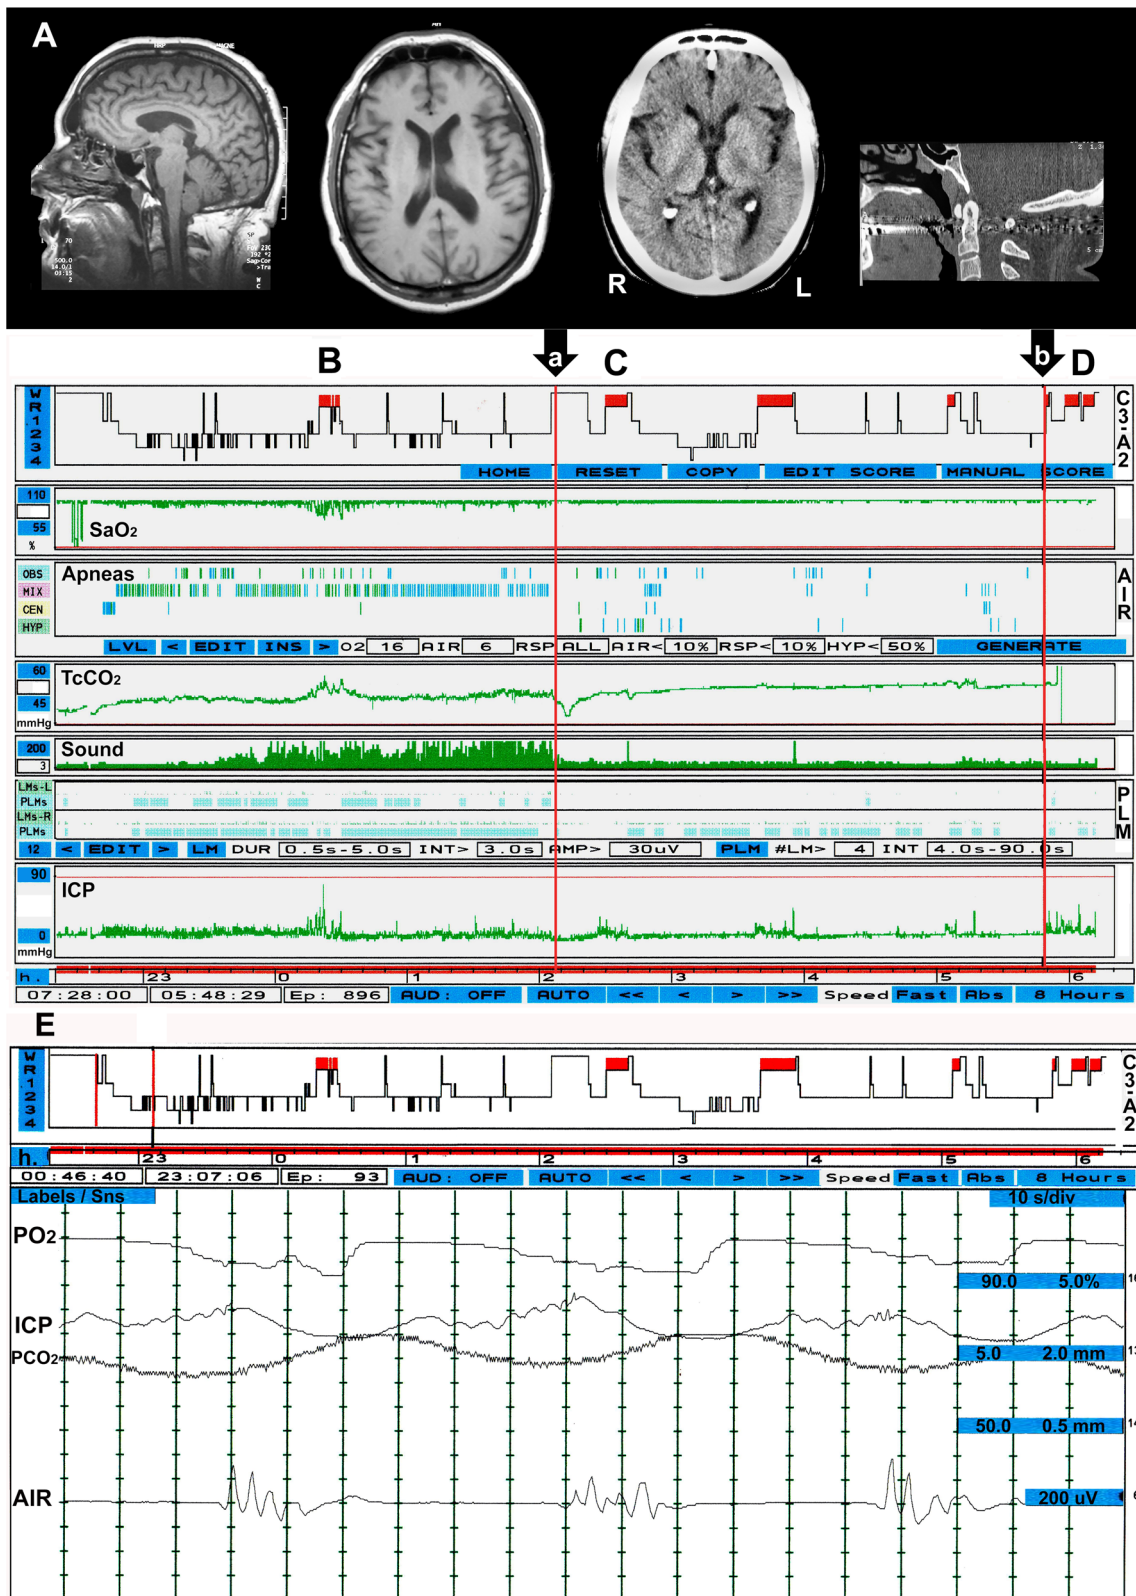 A
R L
B a C b D
W
R
1
2
3
4
C
3
-
A
2
HOME RESET COPY EDIT SCORE MANUAL SCORE
110
55
%
SaO2
OBS
MIX
CEN
HYP
Apneas
A
I
R
LVL < EDIT INS > O2 16 AIR 6 RSP ALL AIR< 10% RSP< 10% HYP< 50% GENERATE
60
45
mmHg
TcCO2
200
3
Sound
LMs-L
PLMs
LMs-R
PLMs
P
L
M
12 < EDIT > LM DUR 0.5s-5.0s INT> 3.0s AMP> 30uV PLM #LM> 4 INT 4.0s-90.0s
90
0
mmHg
ICP
h. 23 0 1 2 3 4 5 6
07:28:00 05:48:29 Ep: 896 AUD: OFF AUTO << < > >> Speed Fast Abs 8 Hours
E
W
R
1
2
3
4
C
3
-
A
2
h. 23 0 1 2 3 4 5 6
00:46:40 23:07:06 Ep: 93 AUD: OFF AUTO << < > >> Speed Fast Abs 8 Hours
Labels / Sns 10 s/div
PO2
90.0 5.0%
ICP
PCO2
5.0 2.0 mm
50.0 0.5 mm
AIR
200 uV